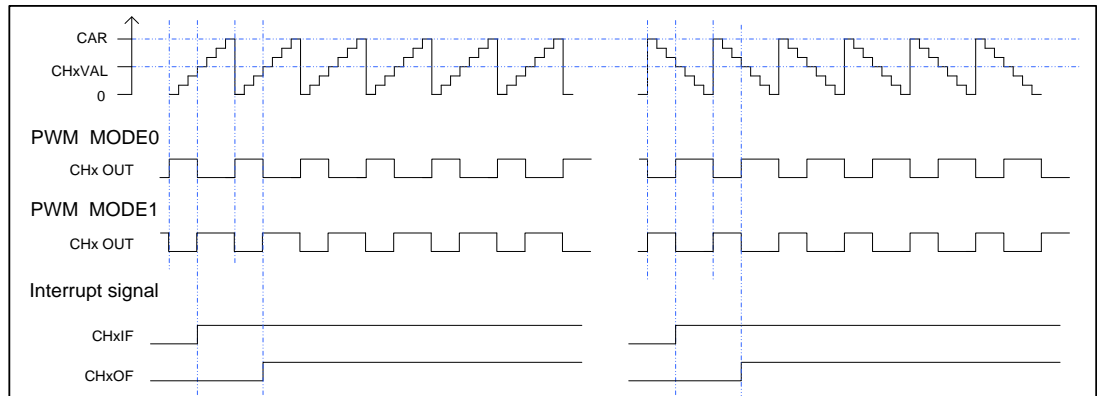 CAR
CHxVAL
0
PWM MODE0
CHx OUT
PWM MODE1
CHx OUT
Interrupt signal
CHxIF
CHxOF